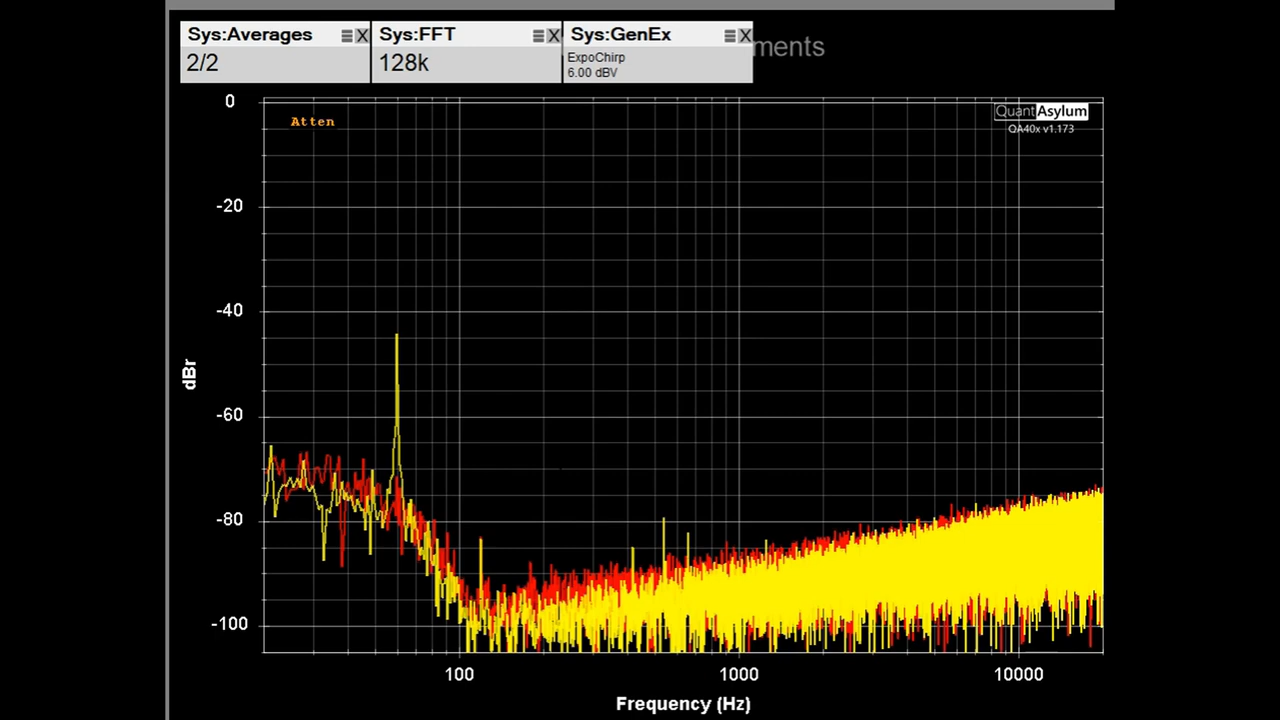 Sys:Averages
X
Sys:FFT
X
Sys:GenEx
X
2/2
128k
ExpoChirp
6.00 dBV
ments
0
Atten
QuantAsylum
QA40x v1.173
-20
-40
dBr
-60
-80
-100
100
1000
10000
Frequency (Hz)